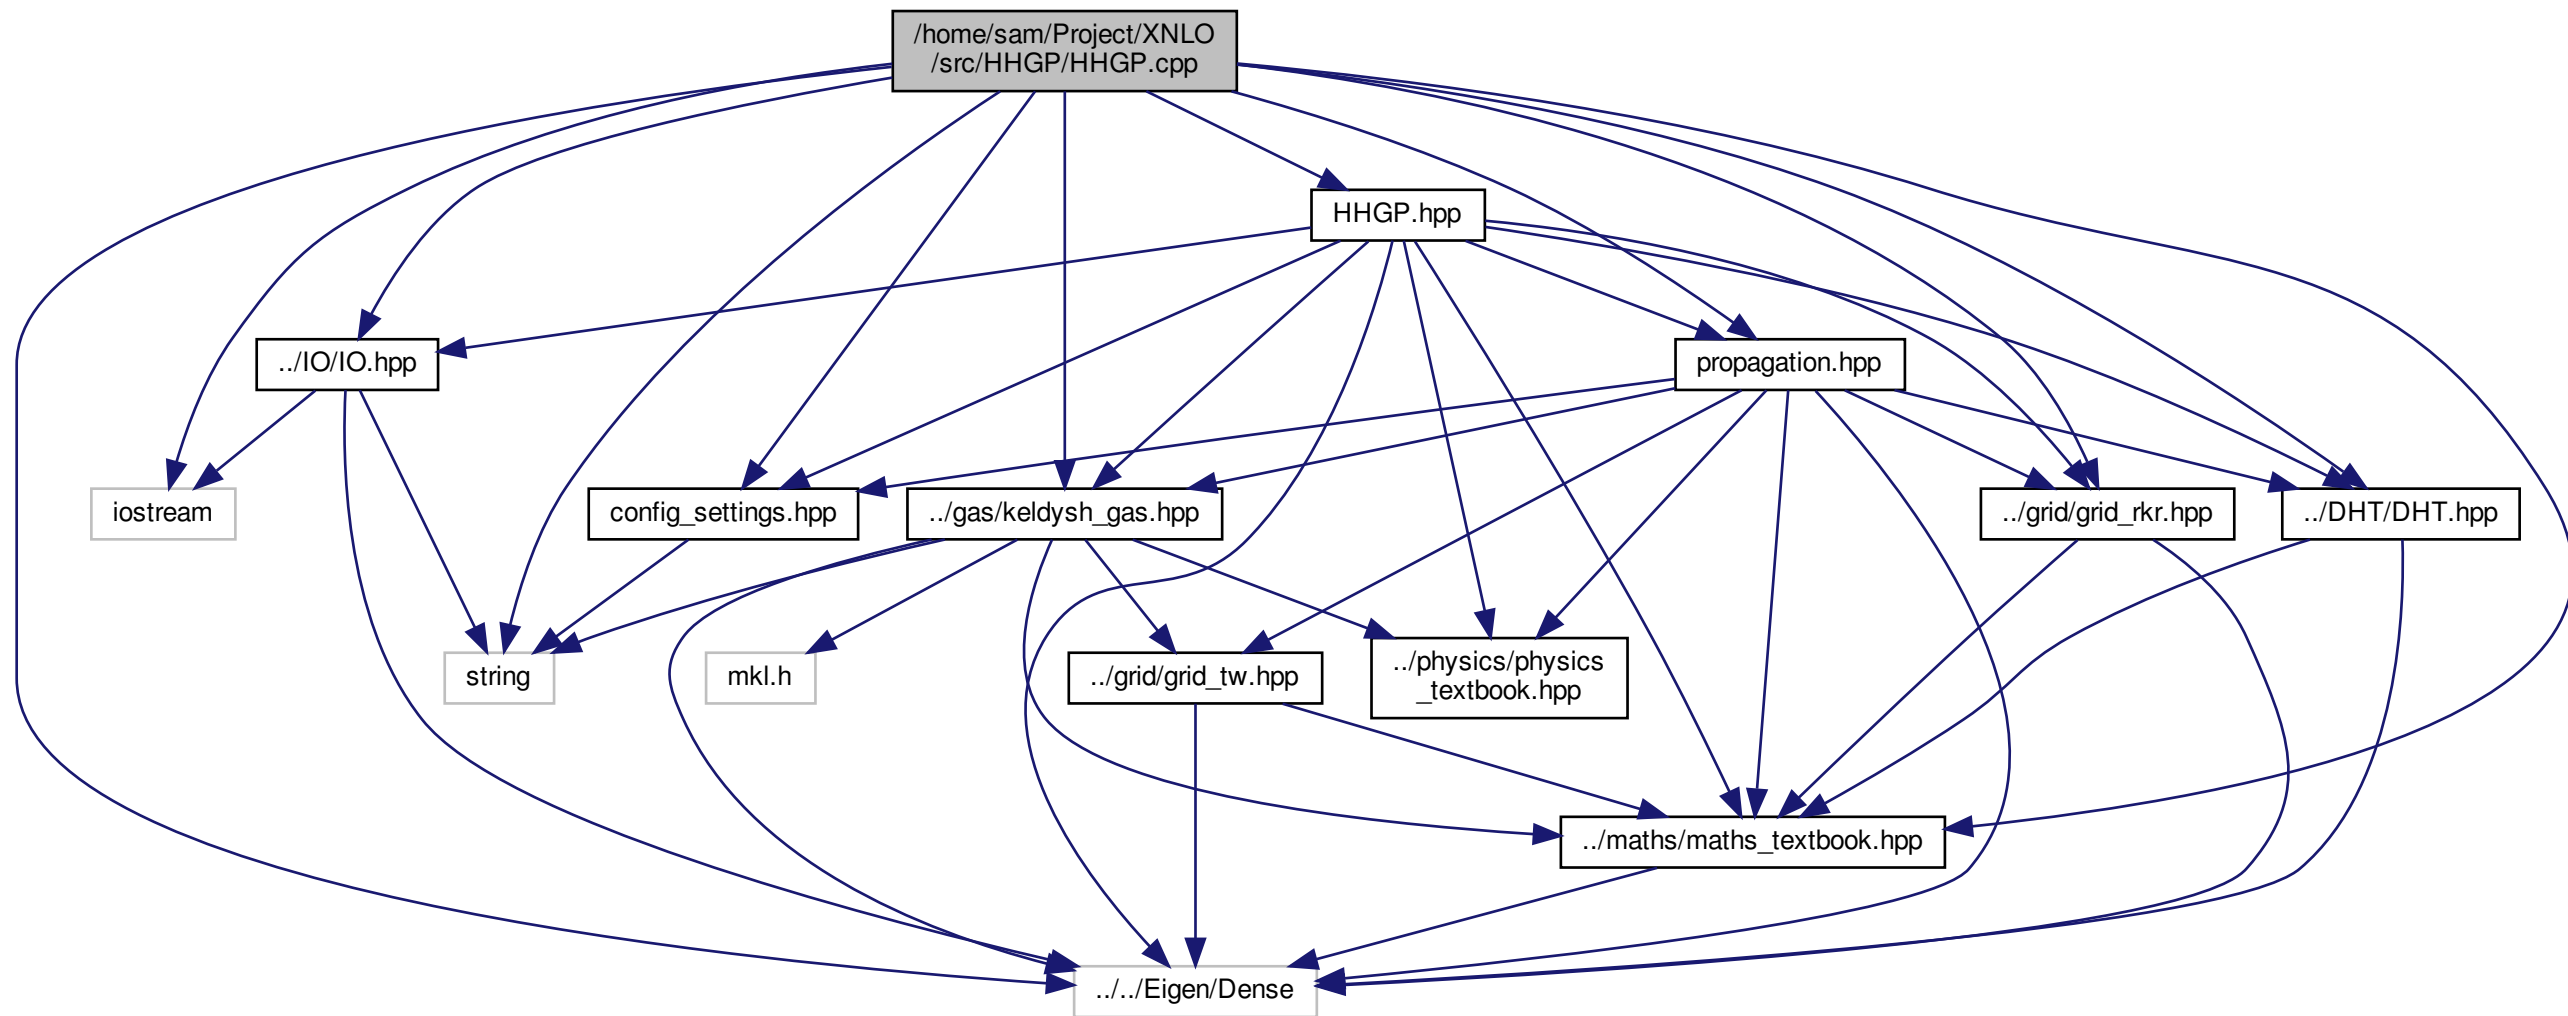 /home/sam/Project/XNLO
/src/HHGP/HHGP.cpp
HHGP.hpp
../IO/IO.hpp
propagation.hpp
iostream
config_settings.hpp
../gas/keldysh_gas.hpp
../grid/grid_rkr.hpp
../DHT/DHT.hpp
string
mkl.h
../grid/grid_tw.hpp
../physics/physics
_textbook.hpp
../maths/maths_textbook.hpp
../../Eigen/Dense